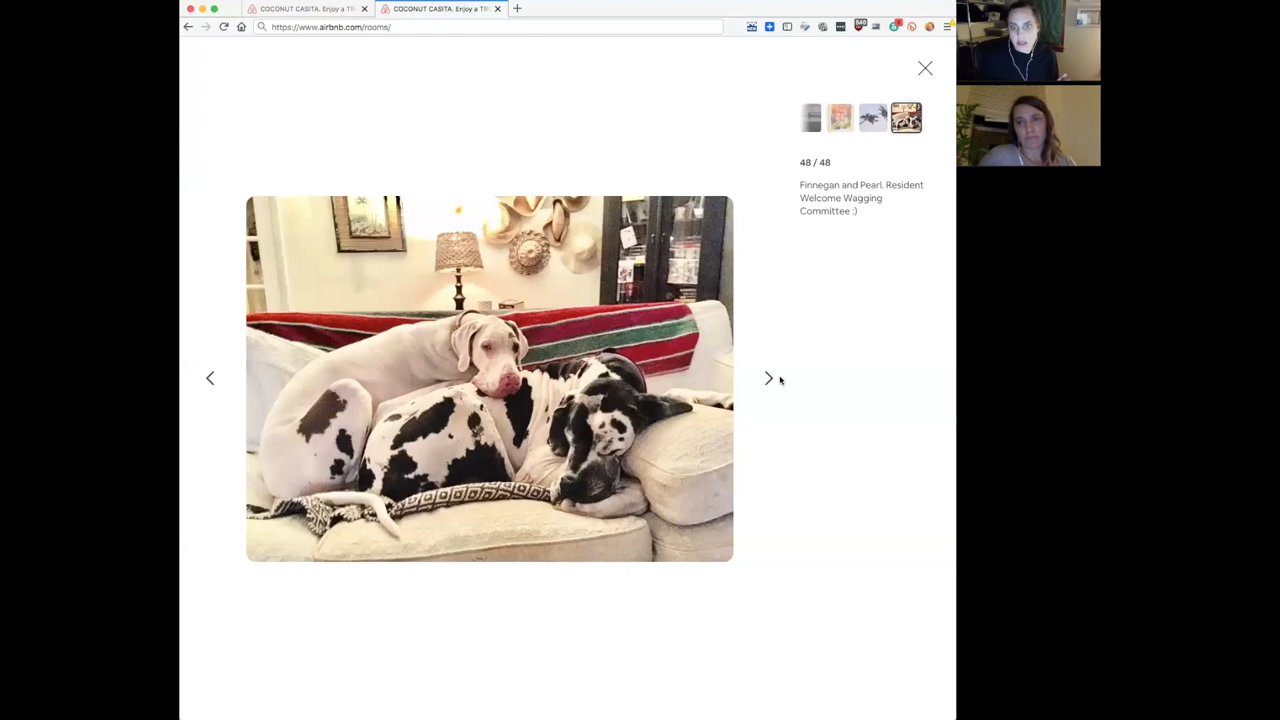 COCONUT CASITA. Enjoy a TR
COCONUT CASITA. Enjoy a TR
https://www.airbnb.com/rooms/
48 / 48
Finnegan and Pearl. Resident
Welcome Wagging
Committee :)